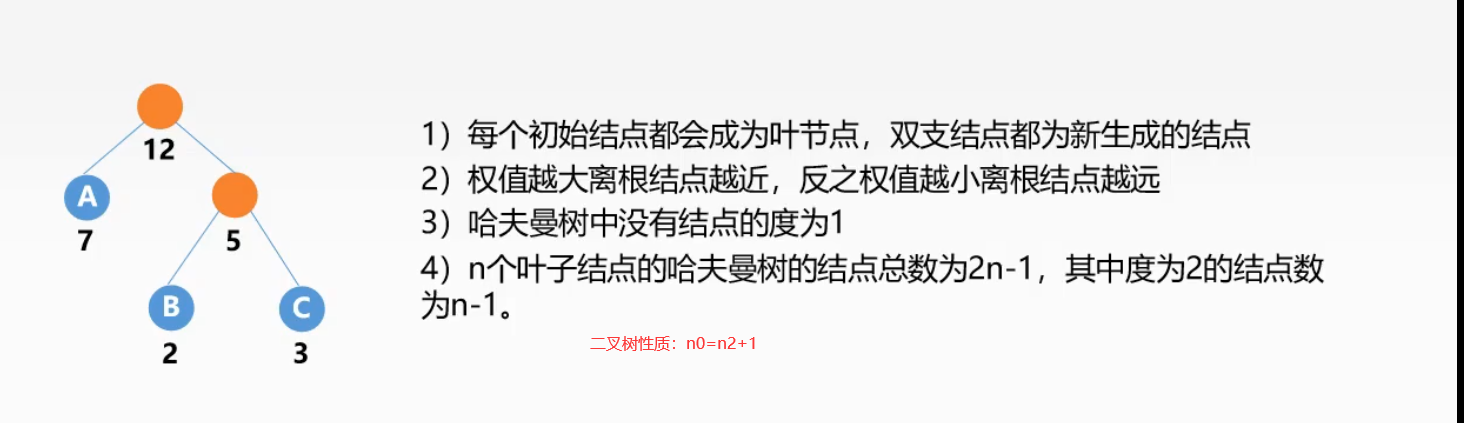 12
A
7
5
B
2
C
3
1）每个初始结点都会成为叶节点，双支结点都为新生成的结点
2）权值越大离根结点越近，反之权值越小离根结点越远
3）哈夫曼树中没有结点的度为1
4）n个叶子结点的哈夫曼树的结点总数为2n-1，其中度为2的结点数
为n-1。
二叉树性质：n0=n2+1